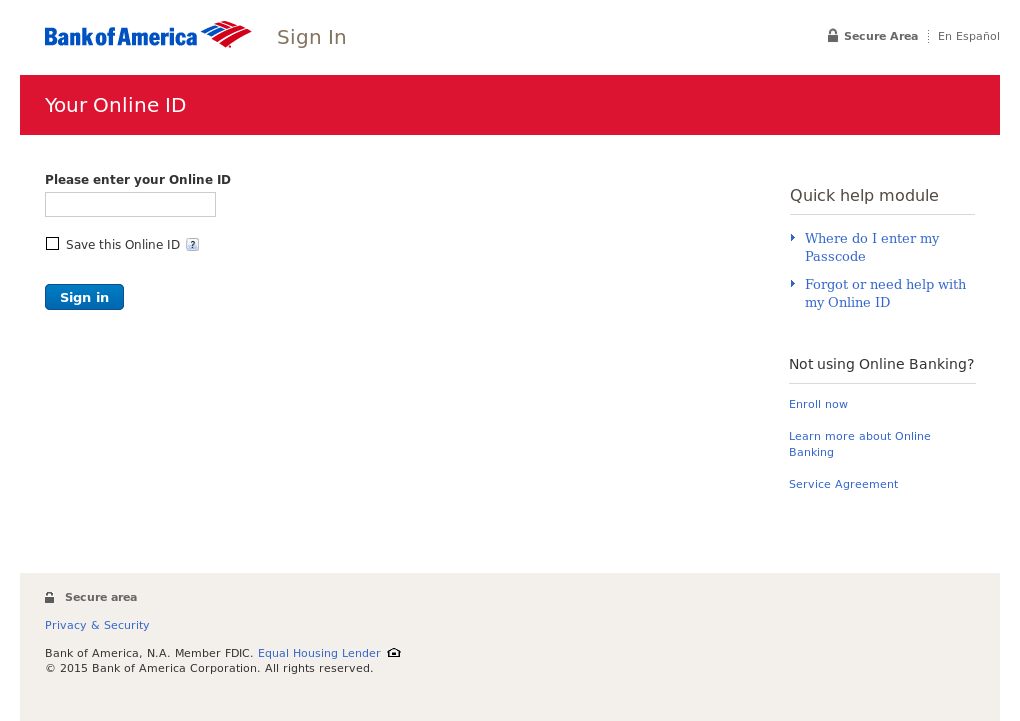 Bank of America
Sign In
Secure Area
En Español
Your Online ID
Please enter your Online ID
Save this Online ID ?
Sign in
Quick help module
Where do I enter my
Passcode
Forgot or need help with
my Online ID
Not using Online Banking?
Enroll now
Learn more about Online
Banking
Service Agreement
Secure area
Privacy & Security
Bank of America, N.A. Member FDIC. Equal Housing Lender
© 2015 Bank of America Corporation. All rights reserved.